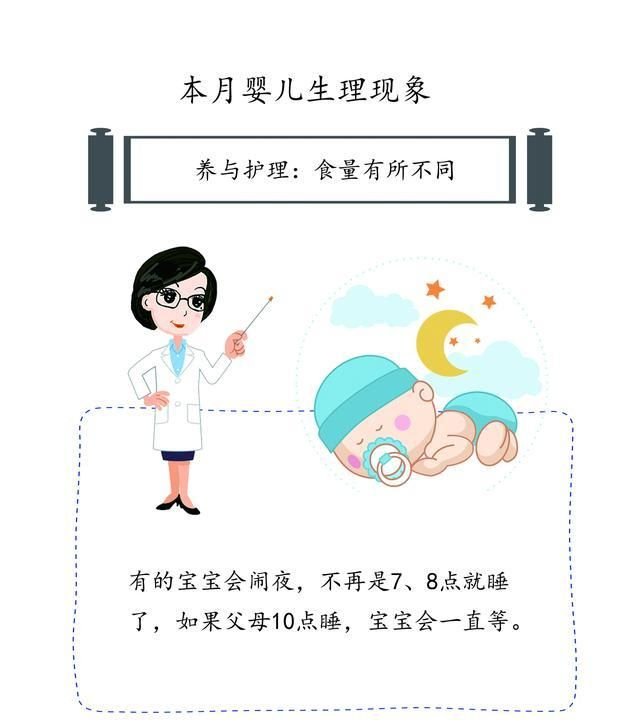 本月婴儿生理现象
养与护理：食量有所不同
有的宝宝会闹夜，不再是7、8点就睡
了，如果父母10点睡，宝宝会一直等。